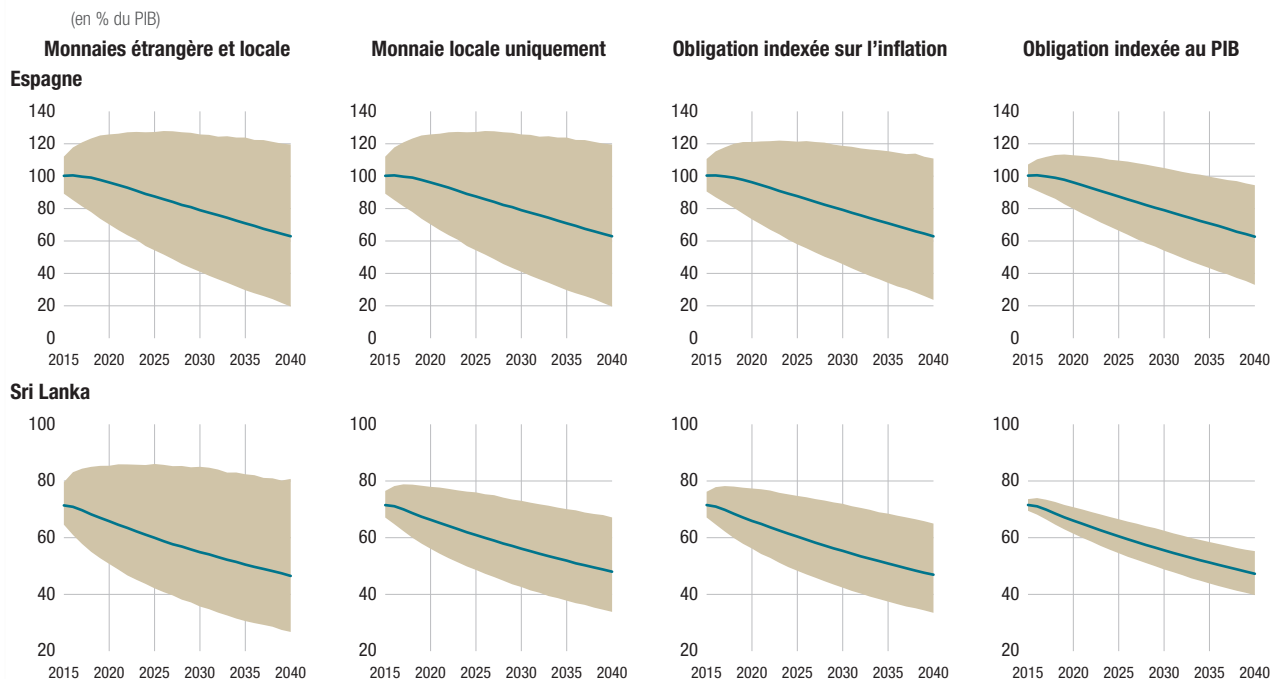 (en % du PIB)
Monnaies étrangère et locale Monnaie locale uniquement Obligation indexée sur l'inflation Obligation indexée au PIB
Espagne
140 140 140 140
120 120 120 120
100 100 100 100
80 80 80 80
60 60 60 60
40 40 40 40
20 20 20 20
0 0 0 0
2015 2020 2025 2030 2035 2040 2015 2020 2025 2030 2035 2040 2015 2020 2025 2030 2035 2040 2015 2020 2025 2030 2035 2040
Sri Lanka
100 100 100 100
80 80 80 80
60 60 60 60
40 40 40 40
20 20 20 20
2015 2020 2025 2030 2035 2040 2015 2020 2025 2030 2035 2040 2015 2020 2025 2030 2035 2040 2015 2020 2025 2030 2035 2040